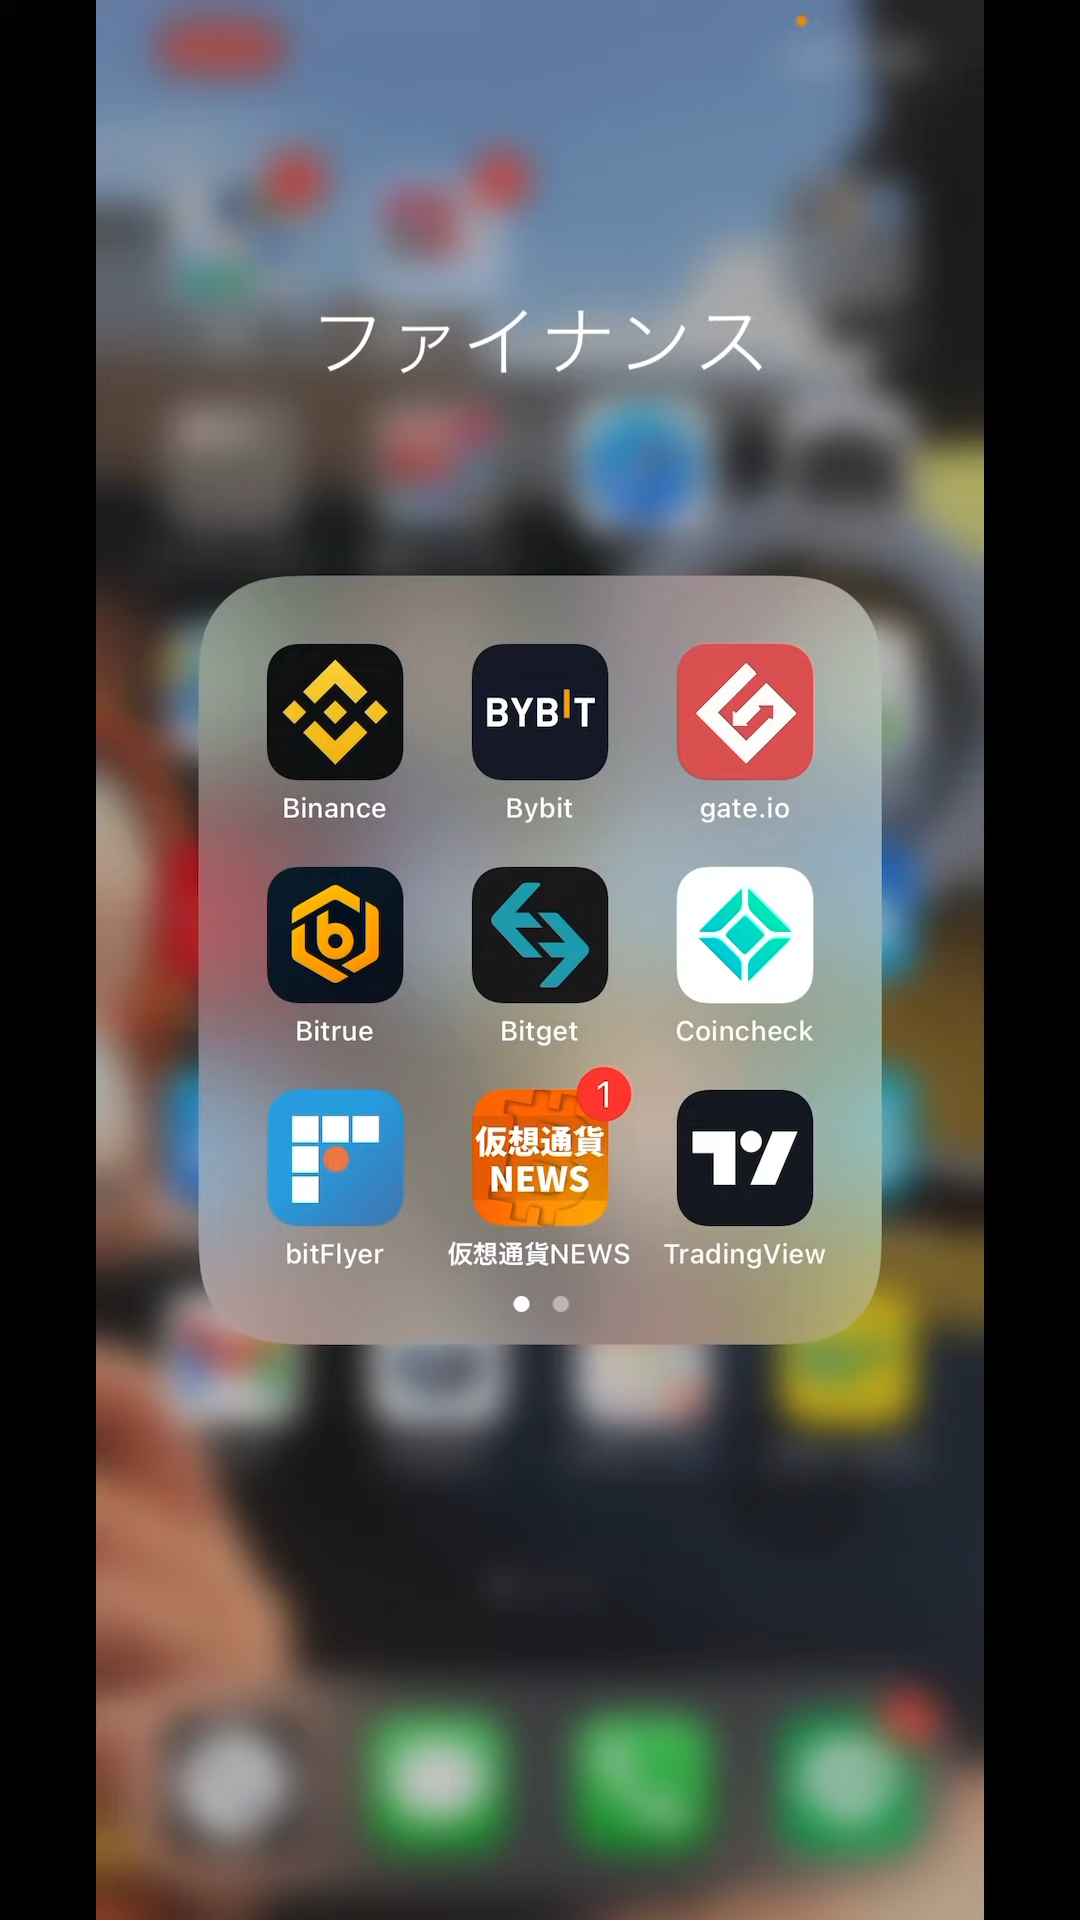 ファイナンス
BYBIT
Binance
Bybit
gate.io
b
Bitrue
Bitget
Coincheck
仮想通貨
NEWS
1
TV
bitFlyer
仮想通貨NEWS
TradingView